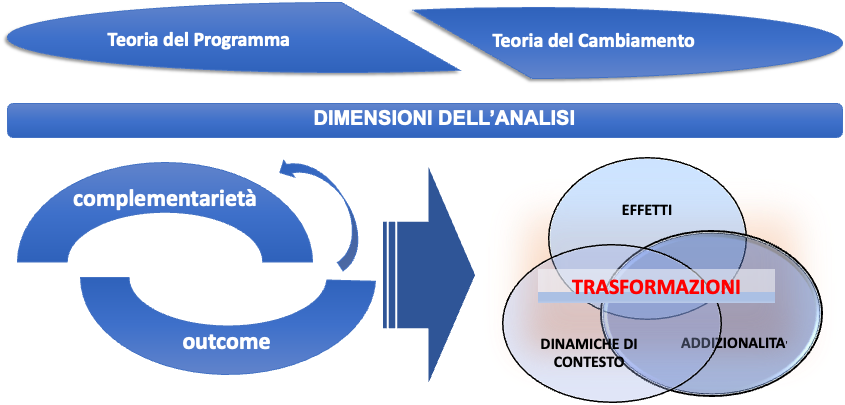 Teoria del Programma
Teoria del Cambiamento
DIMENSIONI DELL'ANALISI
complementarietà
outcome
EFFETTI
TRASFORMAZIONI
DINAMICHE DI
CONTESTO
ADDIZIONALITA'